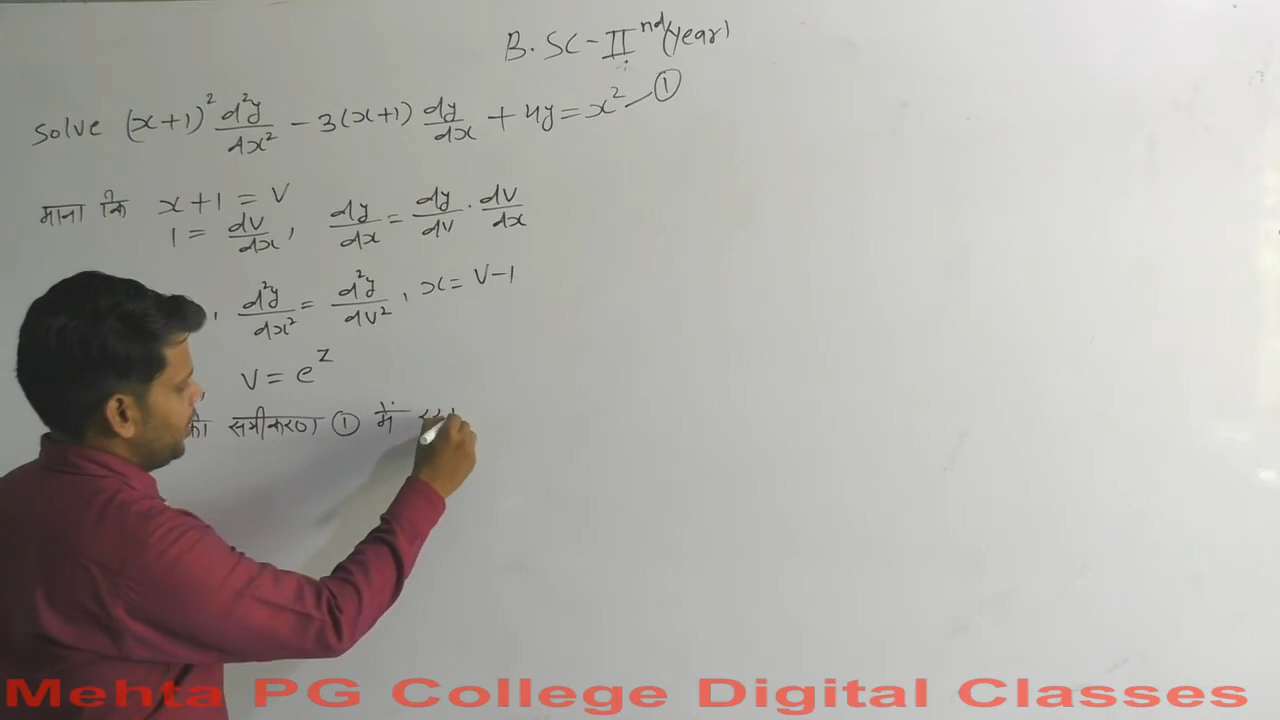 B.SC-IInd(Year)
Solve (x+1)² d²y/dx² - 3(x+1) dy/dx + 4y = x² — ①
माना कि x+1 = V
1 = dV/dx, dy/dx = dy/dV . dV/dx
, d²y/dx² = d²y/dV², x = V-1
V = e^z
को समीकरण ① में
Mehta PG College Digital Classes